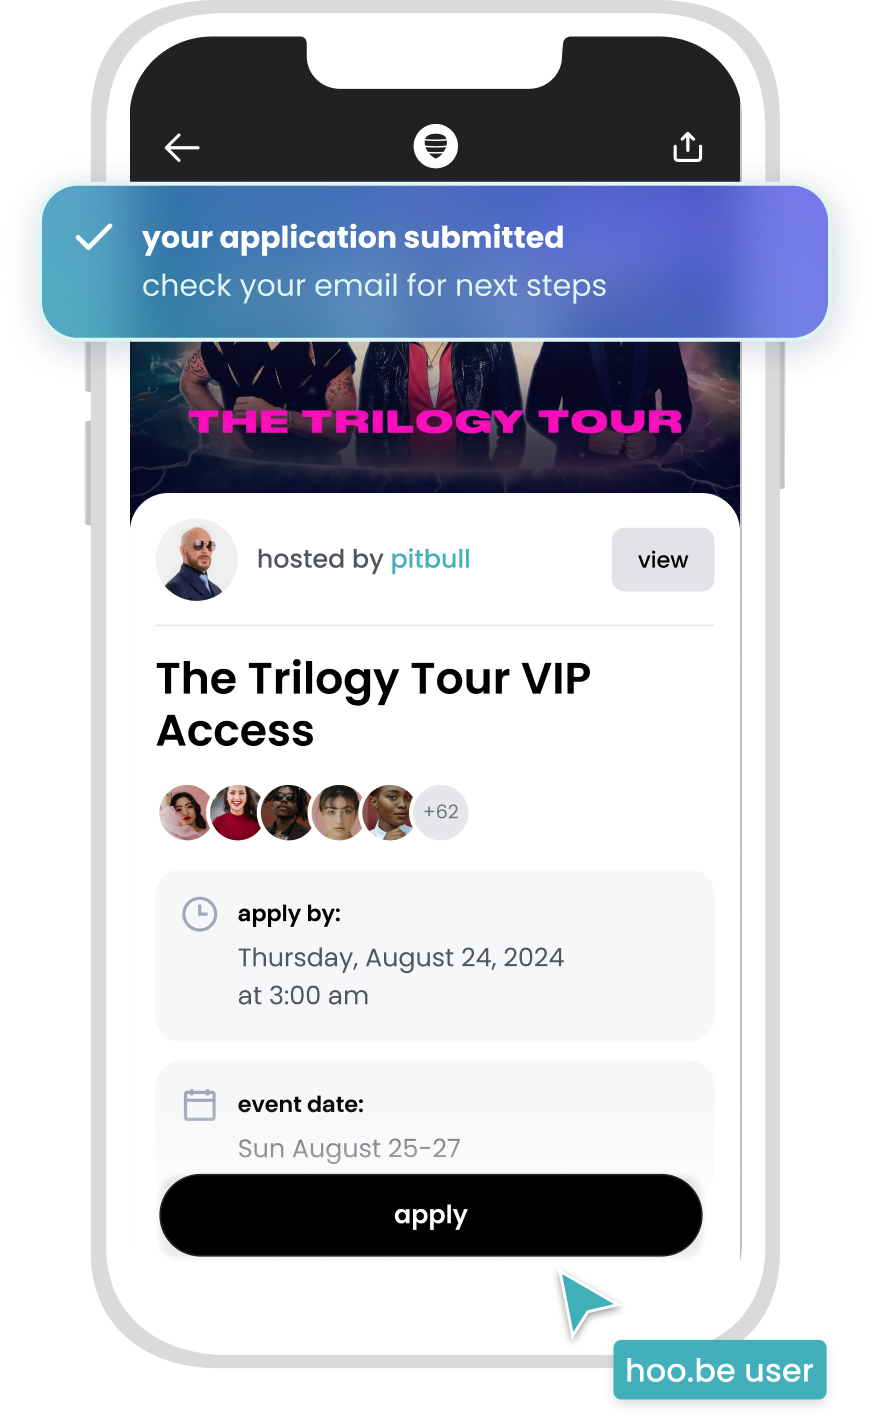 your application submitted
check your email for next steps
THE TRILOGY TOUR
hosted by pitbull
view
The Trilogy Tour VIP
Access
+62
apply by:
Thursday, August 24, 2024
at 3:00 am
event date:
Sun August 25-27
apply
hoo.be user